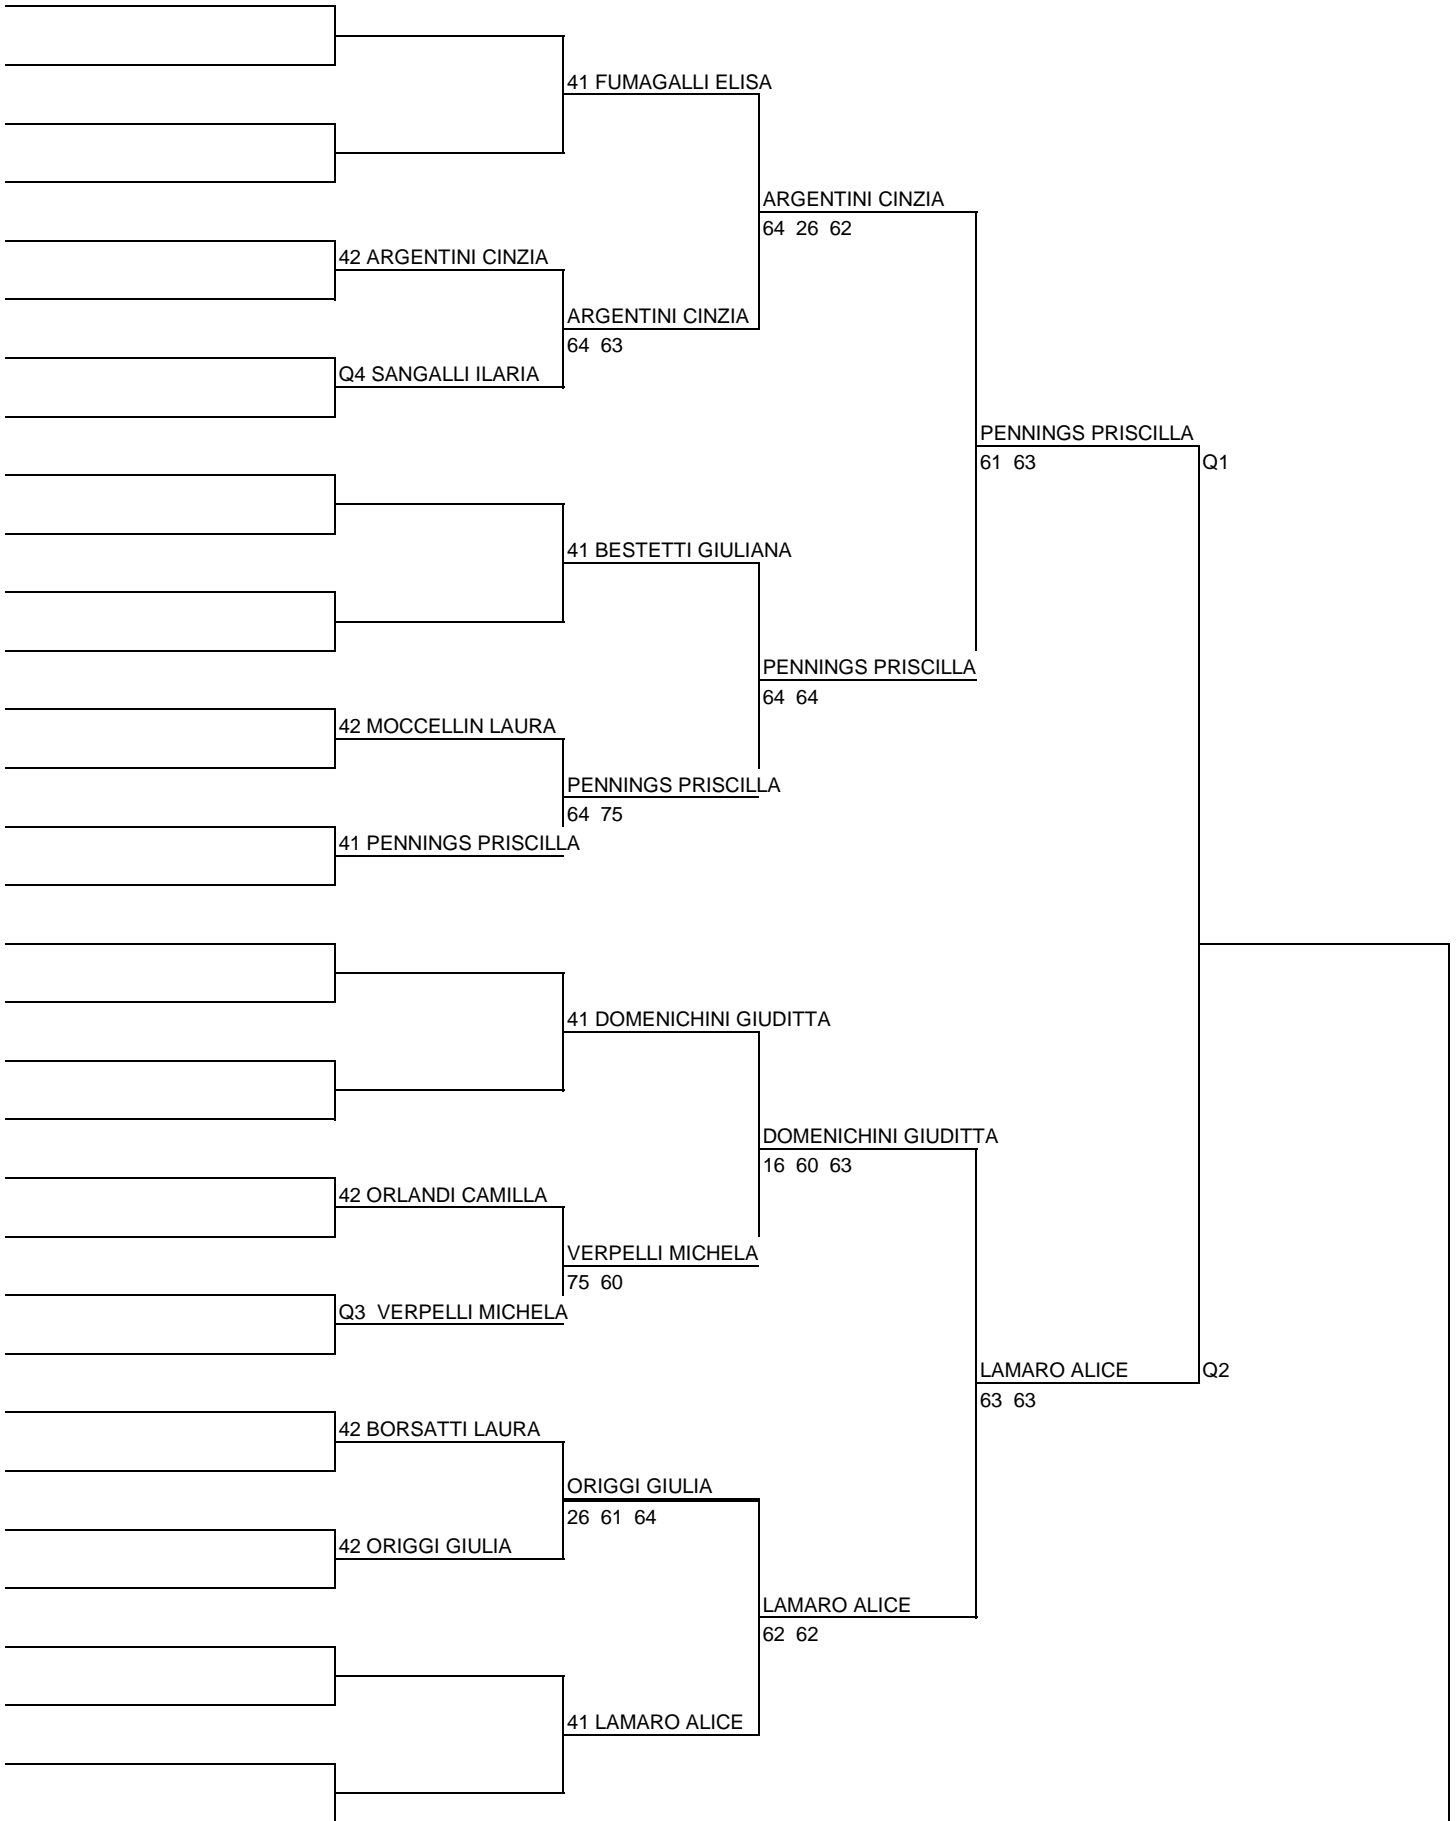 41 FUMAGALLI ELISA
ARGENTINI CINZIA
64 26 62
42 ARGENTINI CINZIA
ARGENTINI CINZIA
64 63
Q4 SANGALLI ILARIA
PENNINGS PRISCILLA
61 63
Q1
41 BESTETTI GIULIANA
PENNINGS PRISCILLA
64 64
42 MOCCELLIN LAURA
PENNINGS PRISCILLA
64 75
41 PENNINGS PRISCILLA
41 DOMENICHINI GIUDITTA
DOMENICHINI GIUDITTA
16 60 63
42 ORLANDI CAMILLA
VERPELLI MICHELA
75 60
Q3 VERPELLI MICHELA
LAMARO ALICE
Q2
63 63
42 BORSATTI LAURA
ORIGGI GIULIA
26 61 64
42 ORIGGI GIULIA
LAMARO ALICE
62 62
41 LAMARO ALICE